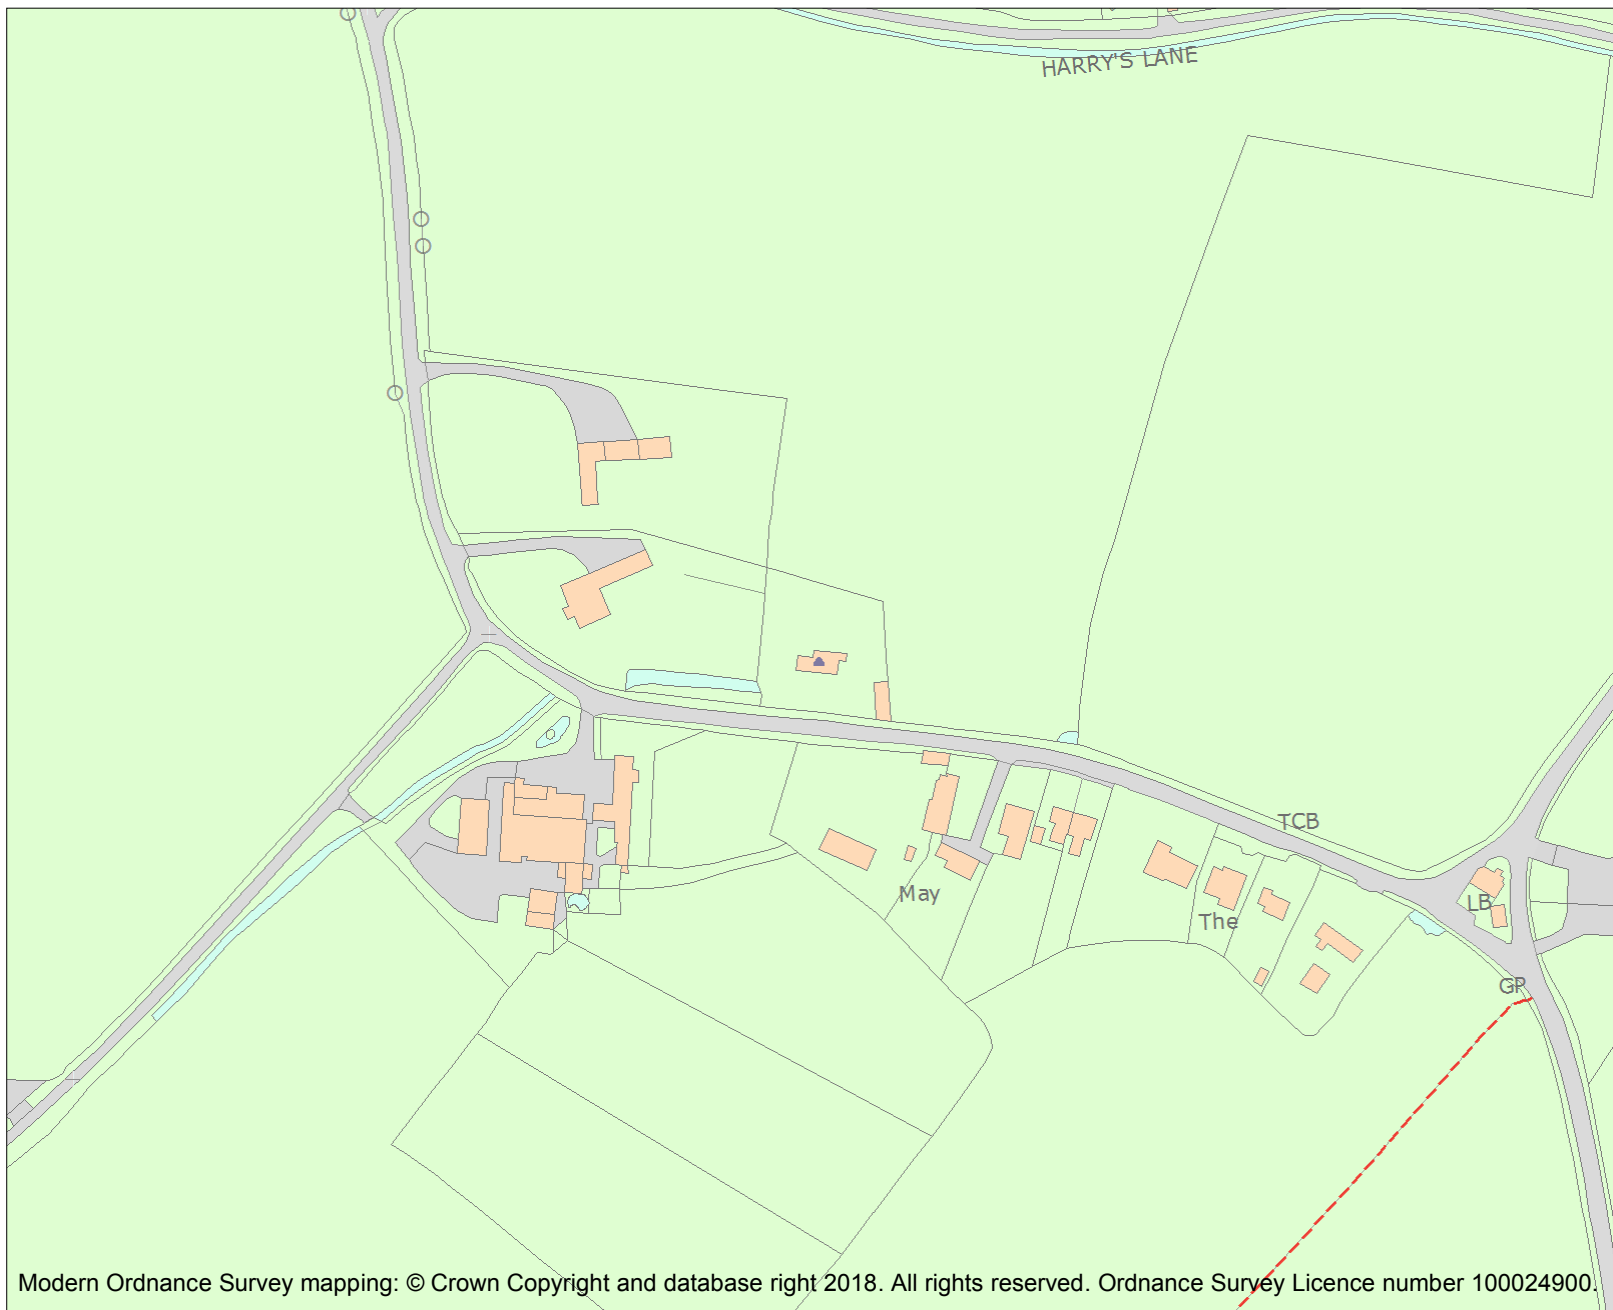 HARRY'S LANE
TCB
May
LB
The
GP
Modern Ordnance Survey mapping: © Crown Copyright and database right 2018. All rights reserved. Ordnance Survey Licence number 100024900.